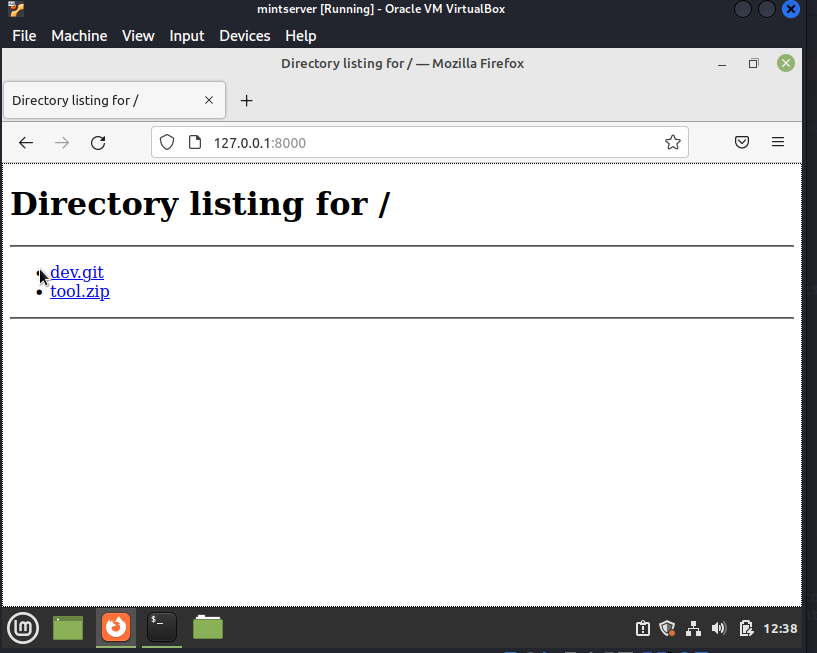 mintserver [Running] - Oracle VM VirtualBox
File Machine View Input Devices Help
Directory listing for / — Mozilla Firefox
Directory listing for /
127.0.0.1:8000
Directory listing for /
dev.git
tool.zip
$_
12:38